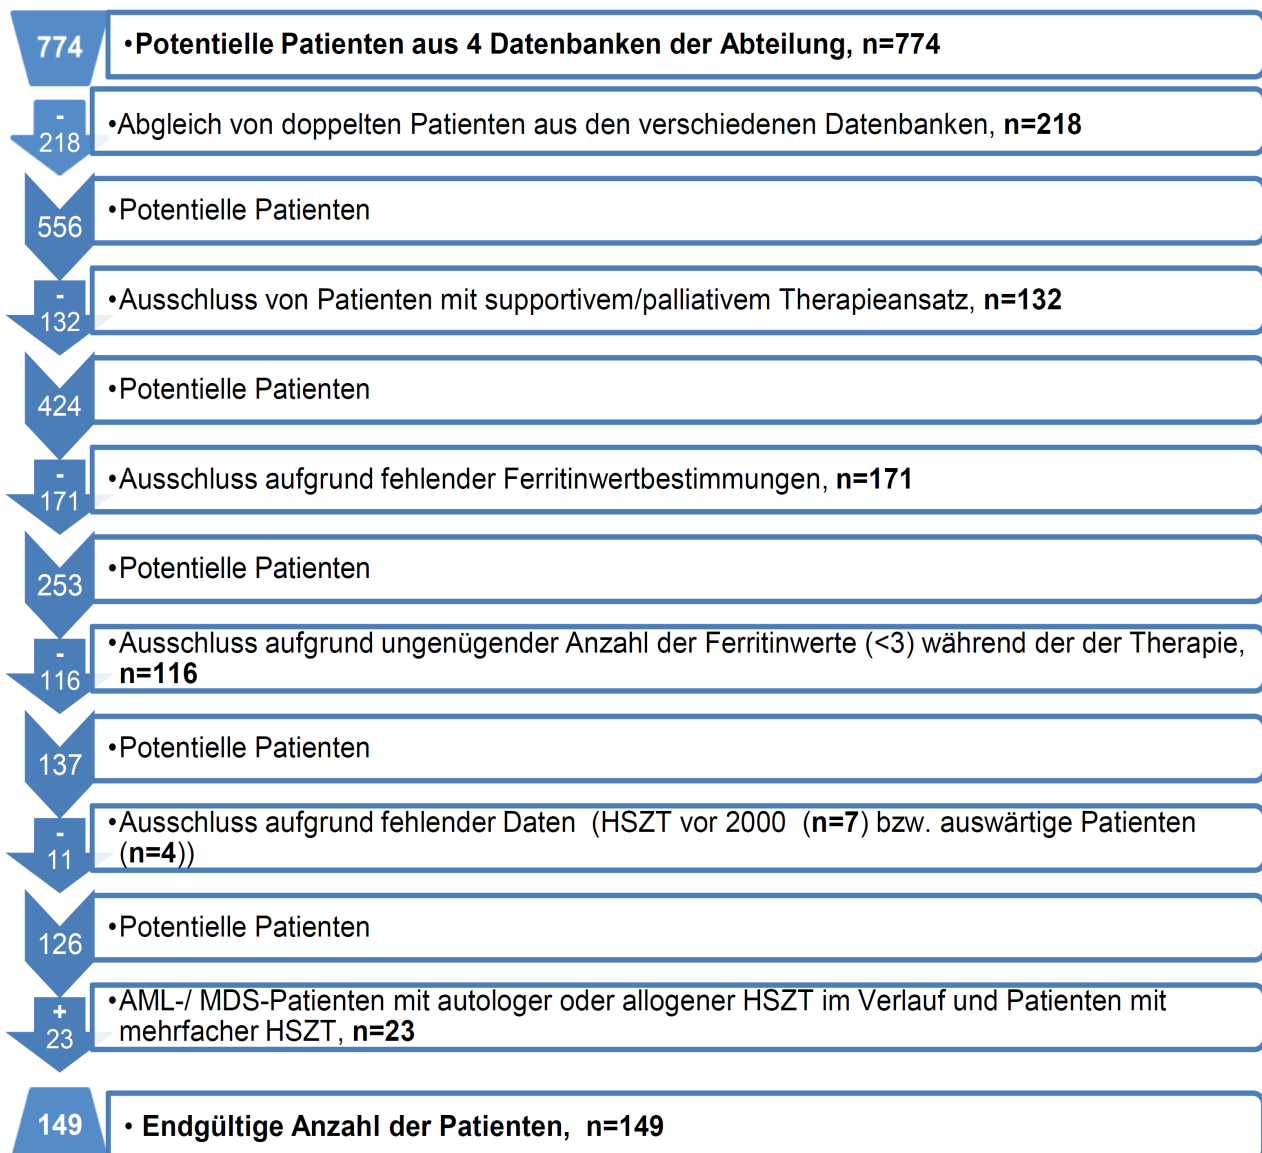 774
•Potentielle Patienten aus 4 Datenbanken der Abteilung, n=774
-
218
•Abgleich von doppelten Patienten aus den verschiedenen Datenbanken, n=218
556
•Potentielle Patienten
-
132
•Ausschluss von Patienten mit supportivem/palliativem Therapieansatz, n=132
424
•Potentielle Patienten
-
171
•Ausschluss aufgrund fehlender Ferritinwertbestimmungen, n=171
253
•Potentielle Patienten
-
116
•Ausschluss aufgrund ungenügender Anzahl der Ferritinwerte (<3) während der der Therapie,
n=116
137
•Potentielle Patienten
-
11
•Ausschluss aufgrund fehlender Daten (HSZT vor 2000 (n=7) bzw. auswärtige Patienten
(n=4))
126
•Potentielle Patienten
+
23
•AML-/ MDS-Patienten mit autologer oder allogener HSZT im Verlauf und Patienten mit
mehrfacher HSZT, n=23
149
• Endgültige Anzahl der Patienten, n=149